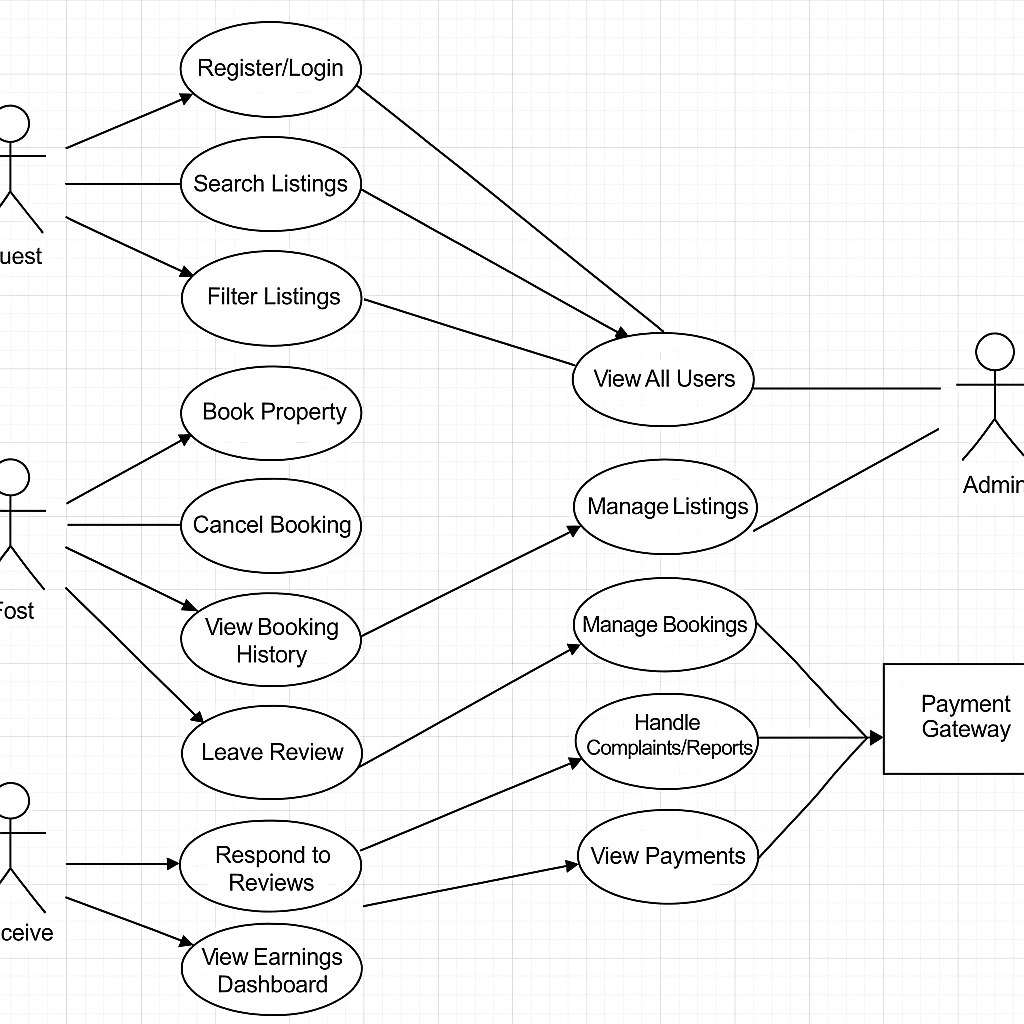 Register/Login
Search Listings
uest
Filter Listings
View All Users
Book Property
Admin
Manage Listings
Cancel Booking
ost
View Booking
History
Manage Bookings
Payment
Gateway
Handle
Complaints/Reports
Leave Review
Respond to
Reviews
View Payments
ceive
View Earnings
Dashboard